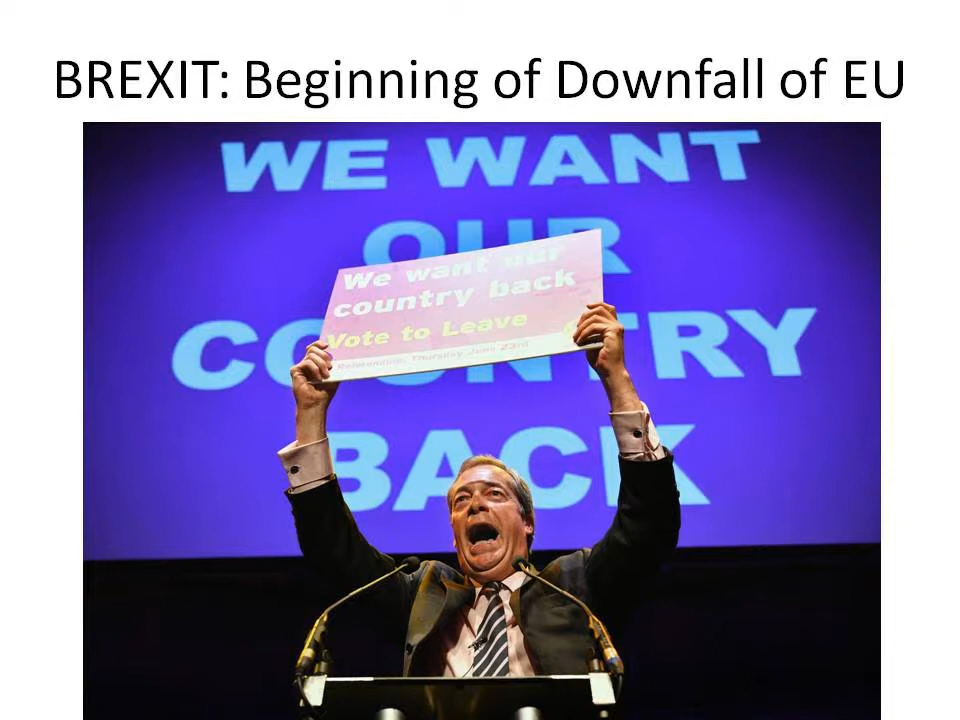 BREXIT: Beginning of Downfall of EU
WE WANT
OUR
COUNTRY
BACK
We want our
country back
Vote to Leave
Referendum, Thursday June 23rd